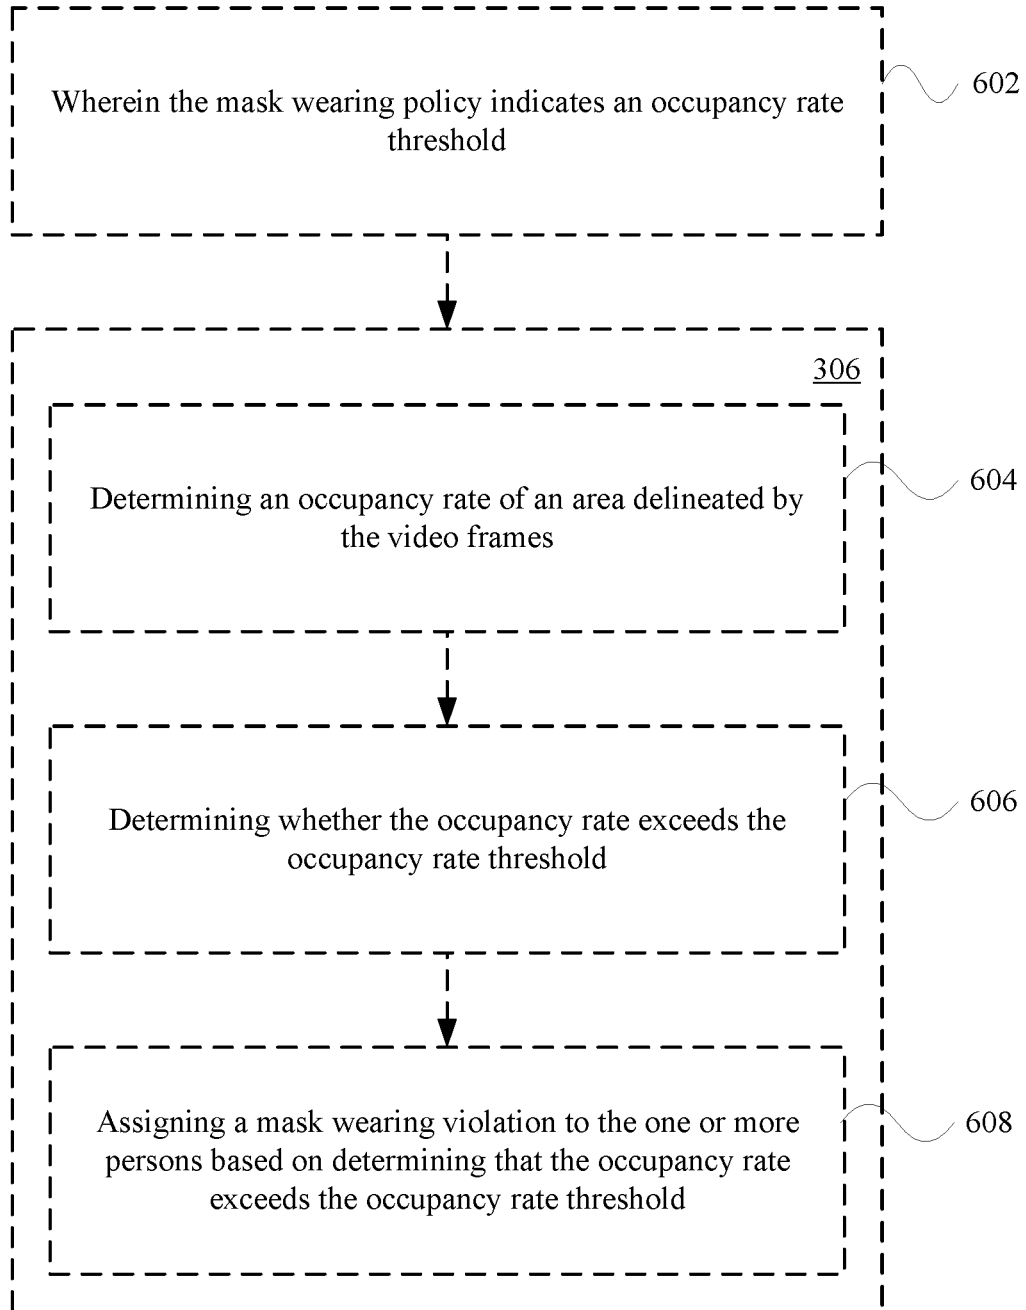 Wherein the mask wearing policy indicates an occupancy rate
threshold
602
306
Determining an occupancy rate of an area delineated by
the video frames
604
Determining whether the occupancy rate exceeds the
occupancy rate threshold
606
Assigning a mask wearing violation to the one or more
persons based on determining that the occupancy rate
exceeds the occupancy rate threshold
608